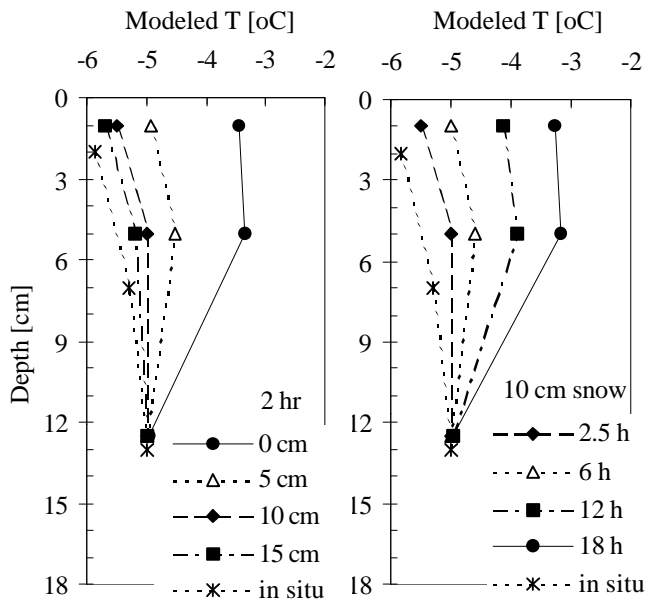 Modeled T [oC]
-6 -5 -4 -3 -2
0
3
6
9
12
15
18
Depth [cm]
2 hr
0 cm
5 cm
10 cm
15 cm
in situ
Modeled T [oC]
-6 -5 -4 -3 -2
0
3
6
9
12
15
18
10 cm snow
2.5 h
6 h
12 h
18 h
in situ